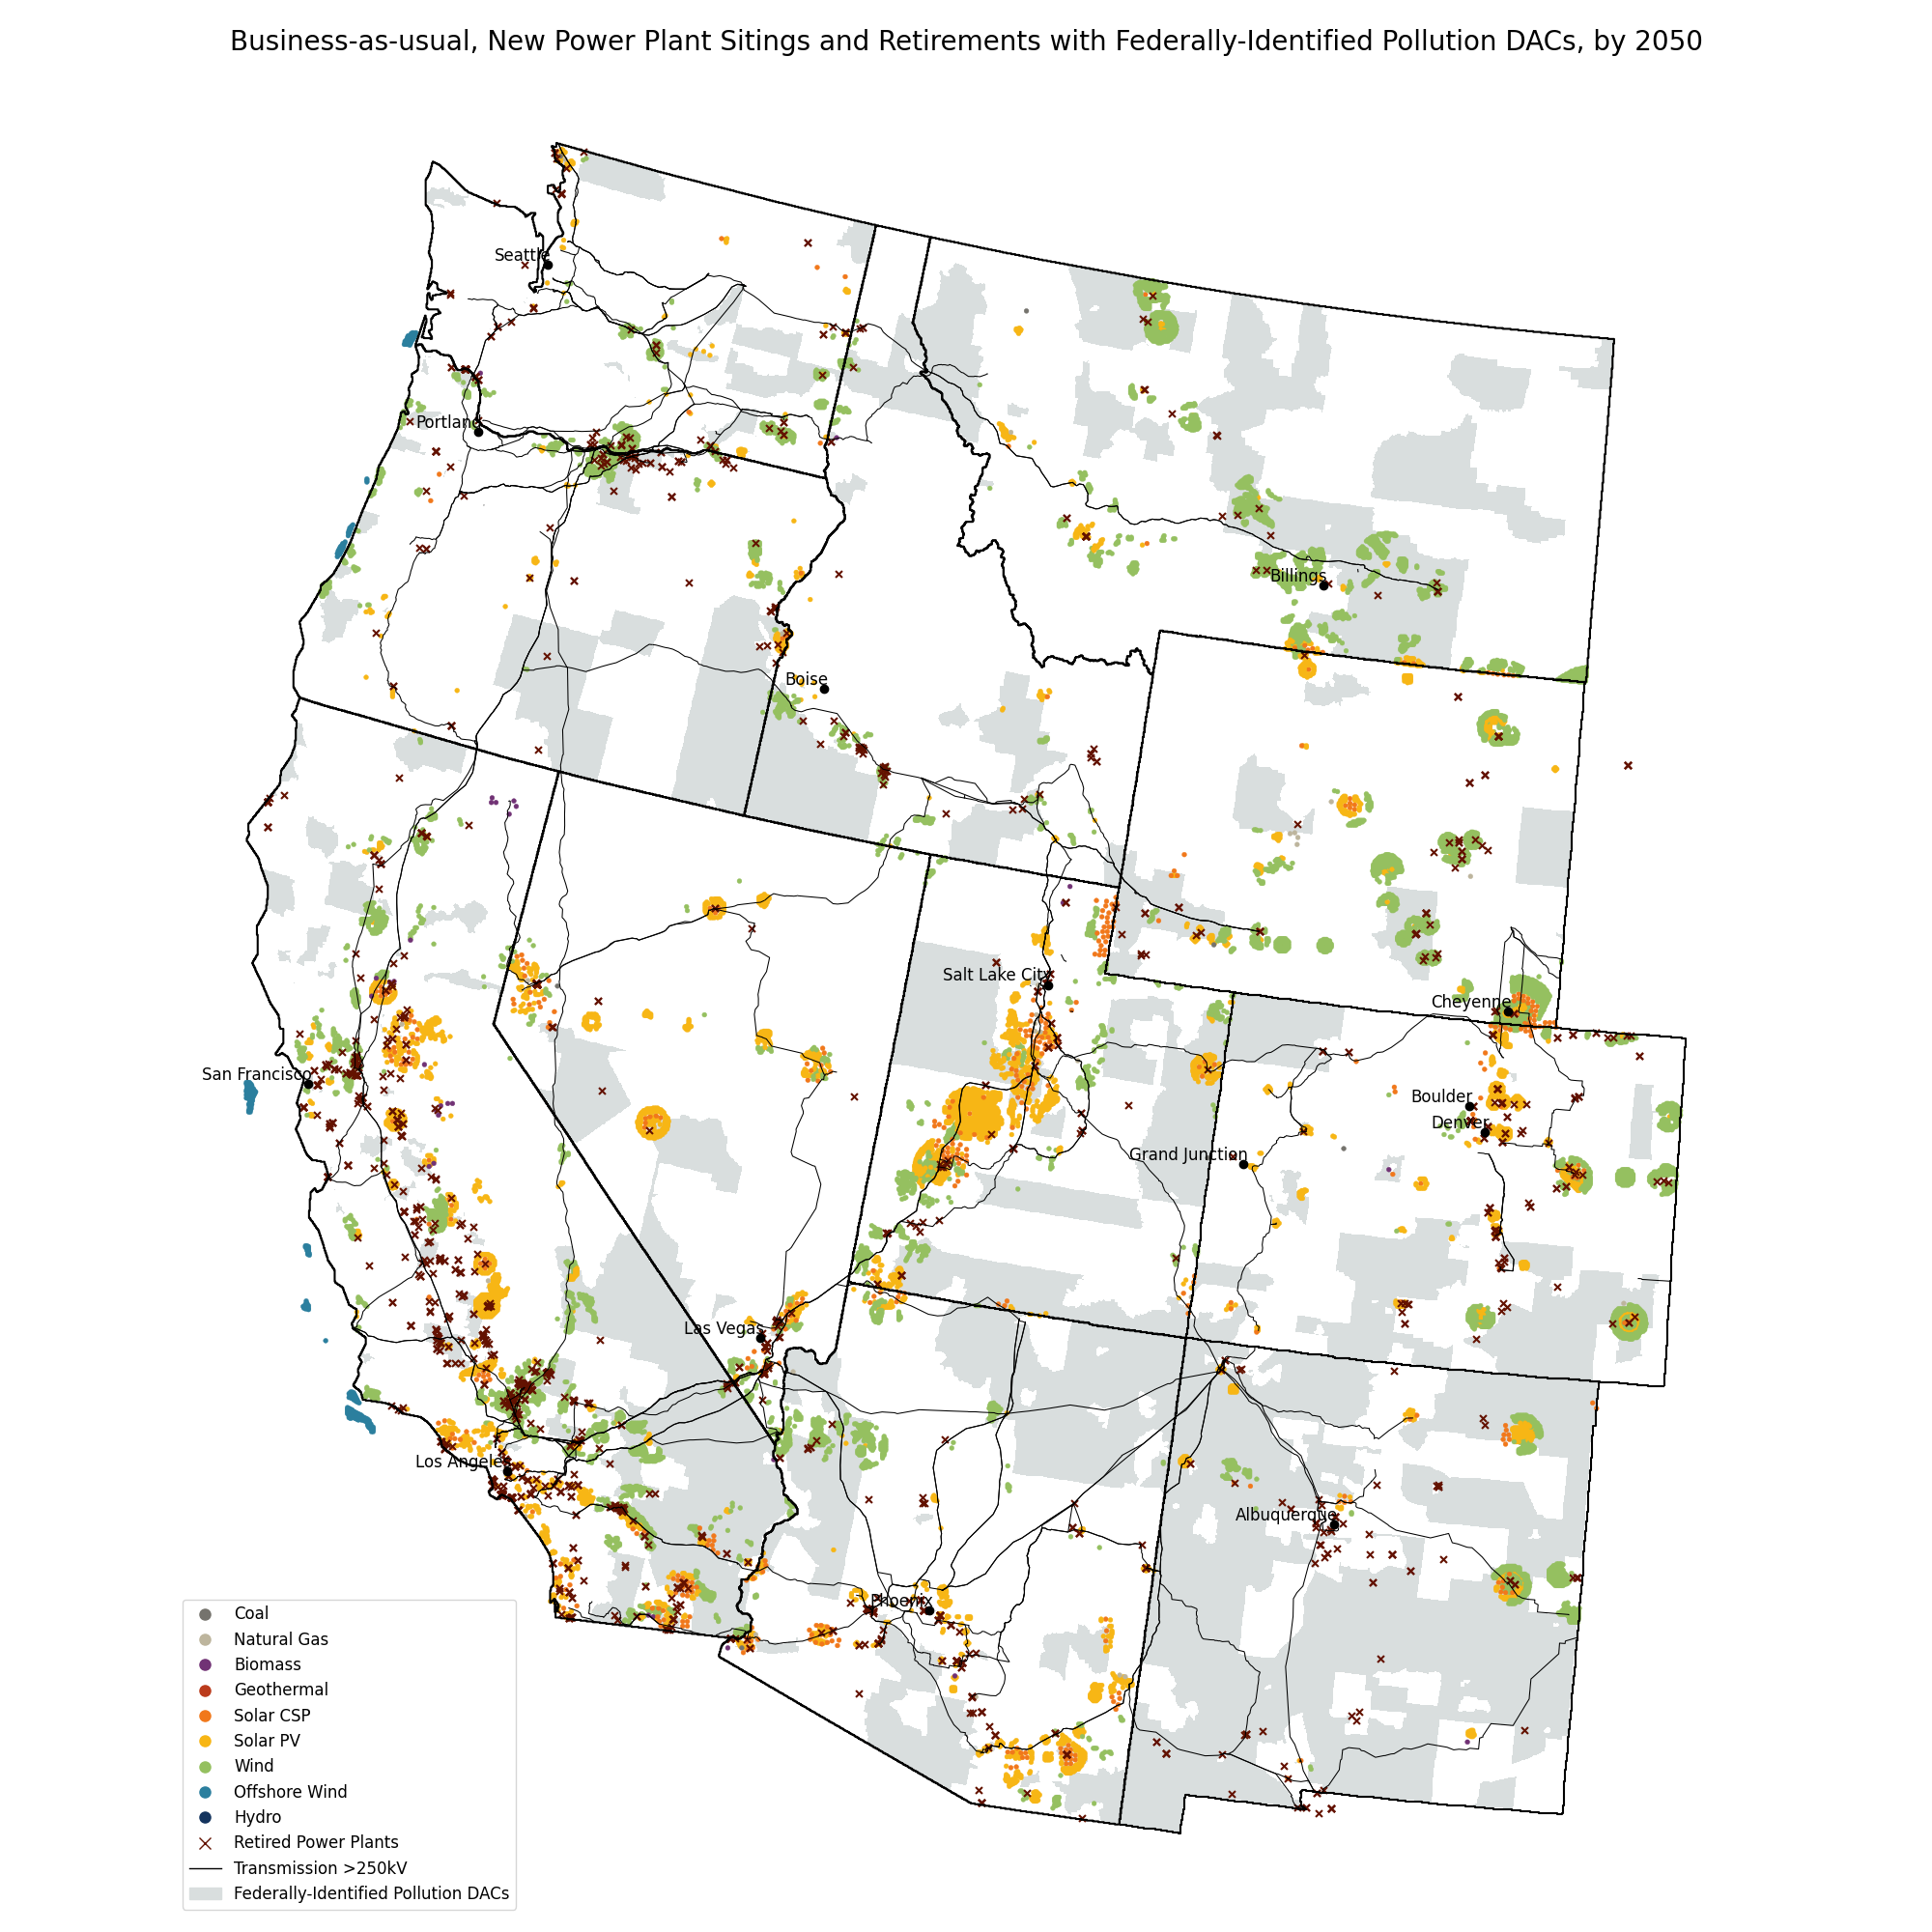 Business-as-usual, New Power Plant Sitings and Retirements with Federally-Identified Pollution DACs, by 2050
Seattle
Portland
Billings
Boise
Salt Lake City
Cheyenne
San Francisco
Boulder
Denver
Grand Junction
Las Vegas
Los Angeles
Albuquerque
Phoenix
Coal
Natural Gas
Biomass
Geothermal
Solar CSP
Solar PV
Wind
Offshore Wind
Hydro
Retired Power Plants
Transmission >250kV
Federally-Identified Pollution DACs